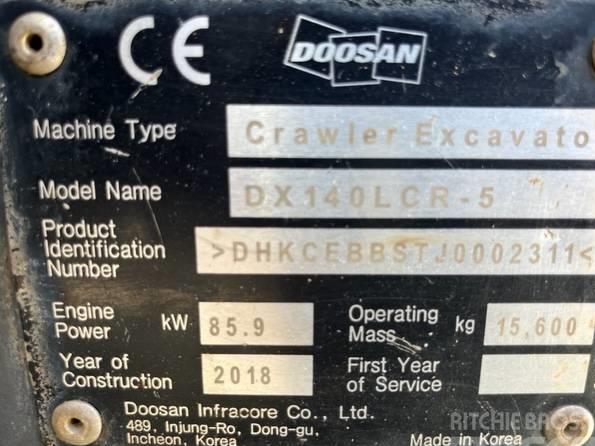 CE DOOSAN
Machine Type Crawler Excavato
Model Name DX140LCR-5
Product
Identification >DHKCEBBSTJ0002311<
Number
Engine
Power kW 85.9
Operating
Mass kg 15,600
Year of
Construction 2018
First Year
of Service
Doosan Infracore Co., Ltd.
489, Injung-Ro, Dong-gu,
Incheon, Korea
Made in Korea
RITCHIE BROS